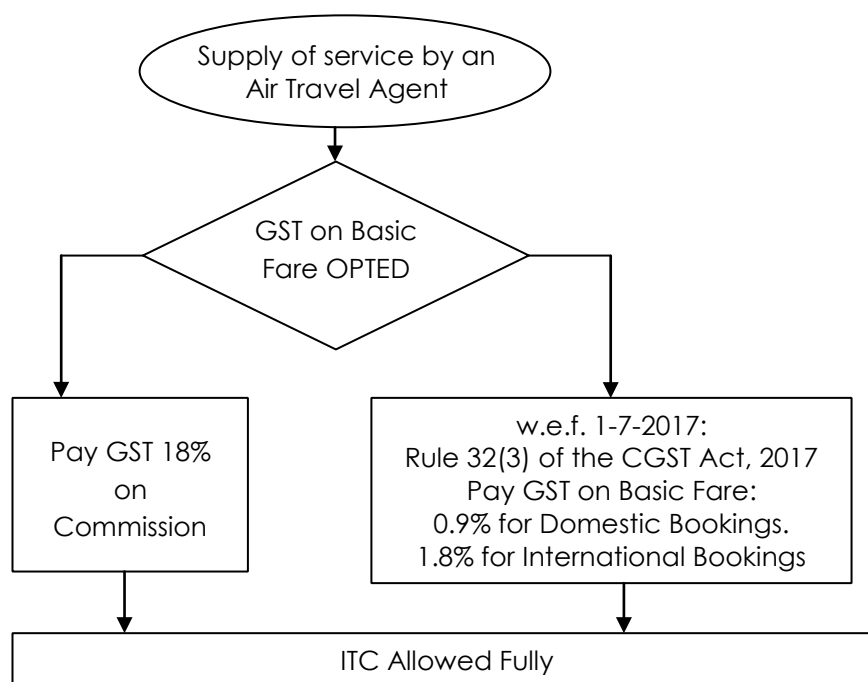 Supply of service by an
Air Travel Agent
GST on Basic
Fare OPTED
Pay GST 18%
on
Commission
w.e.f. 1-7-2017:
Rule 32(3) of the CGST Act, 2017
Pay GST on Basic Fare:
0.9% for Domestic Bookings.
1.8% for International Bookings
ITC Allowed Fully